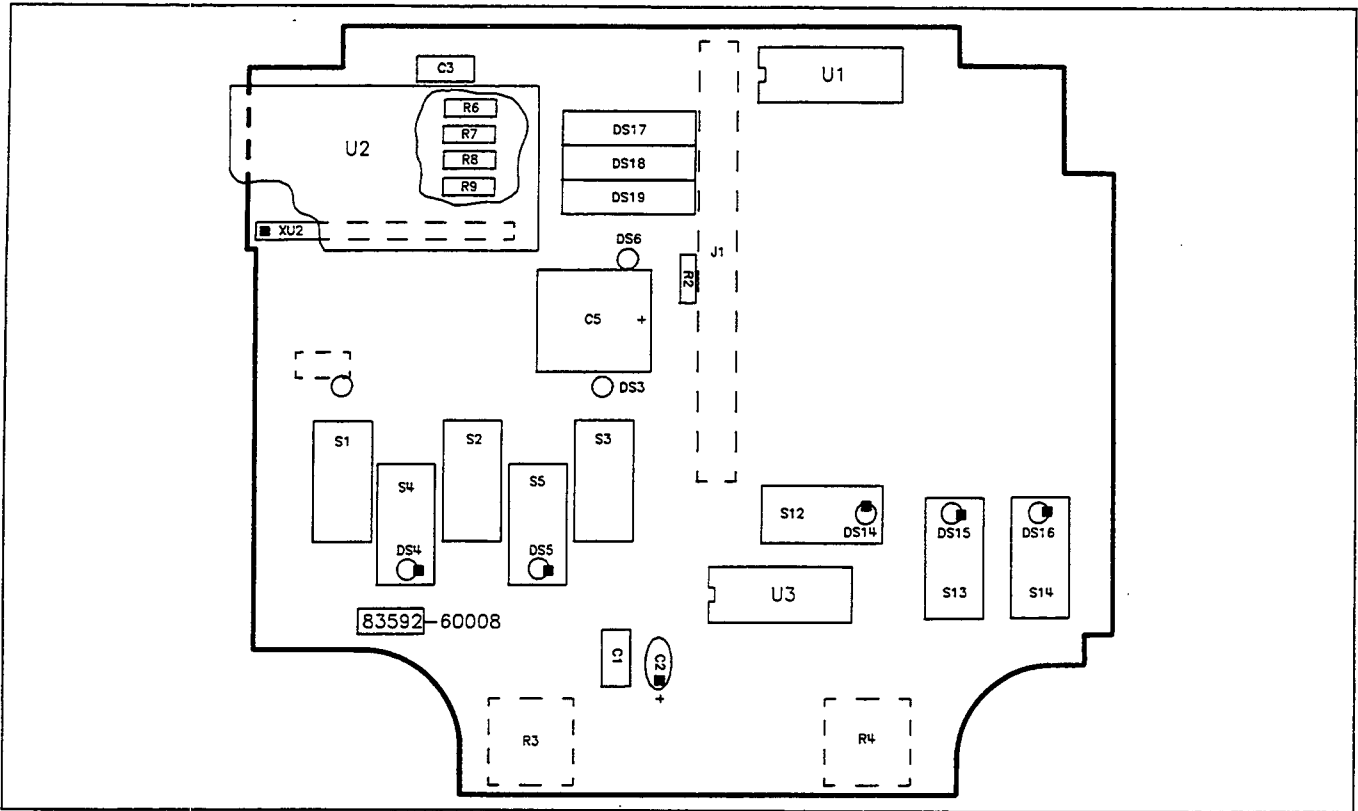 C3
U1
R6
R7
R8
R9
U2
DS17
DS18
DS19
XU2
DS6
J1
R2
C5
+
DS3
S1
S2
S3
S4
S5
S12
DS14
DS15
DS16
DS4
DS5
S13
S14
U3
83592-60008
C1
C2
+
R3
R4